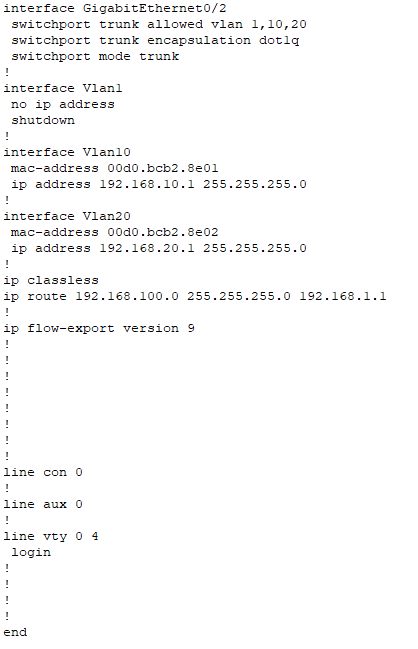 interface GigabitEthernet0/2
 switchport trunk allowed vlan 1,10,20
 switchport trunk encapsulation dot1q
 switchport mode trunk
!
interface Vlan1
 no ip address
 shutdown
!
interface Vlan10
 mac-address 00d0.bcb2.8e01
 ip address 192.168.10.1 255.255.255.0
!
interface Vlan20
 mac-address 00d0.bcb2.8e02
 ip address 192.168.20.1 255.255.255.0
!
ip classless
ip route 192.168.100.0 255.255.255.0 192.168.1.1
!
ip flow-export version 9
!
!
!
!
!
!
!
!
line con 0
!
line aux 0
!
line vty 0 4
 login
!
!
!
!
end